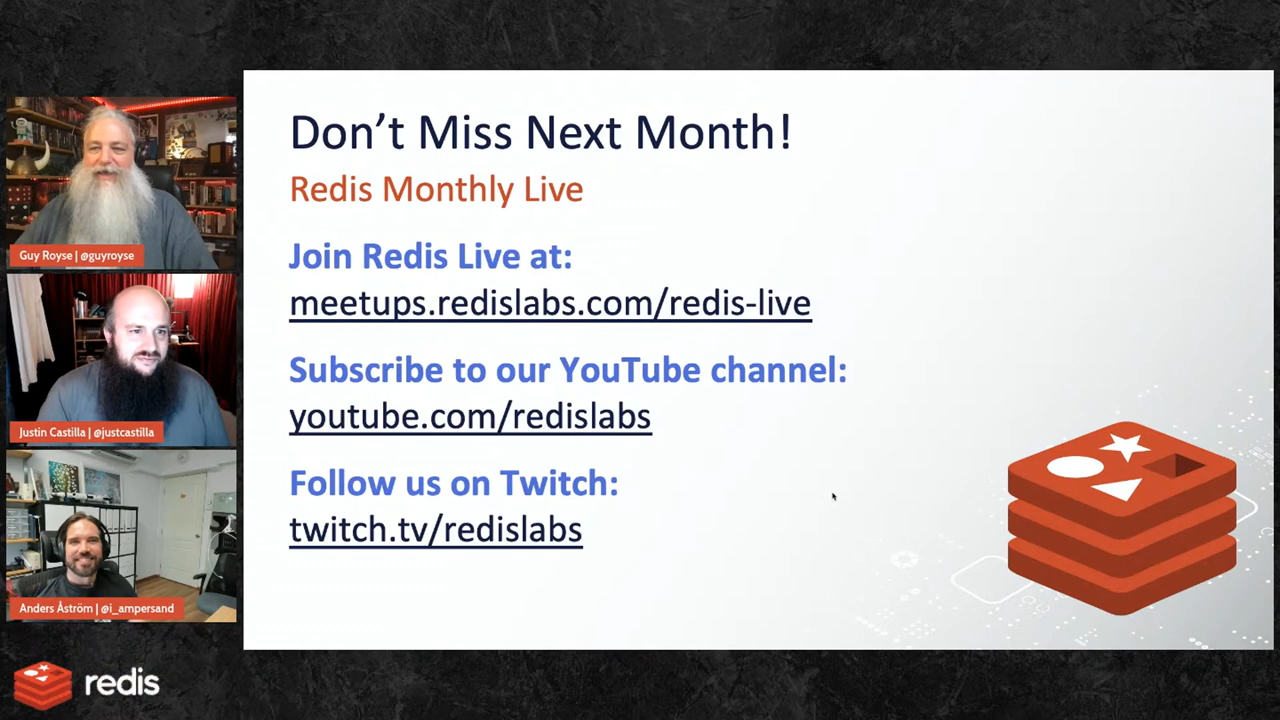 Don’t Miss Next Month!
Redis Monthly Live
Join Redis Live at:
meetups.redislabs.com/redis-live
Subscribe to our YouTube channel:
youtube.com/redislabs
Follow us on Twitch:
twitch.tv/redislabs
Guy Royse | @guyroyse
Justin Castilla | @justcastilla
Anders Åström | @i_ampersand
redis